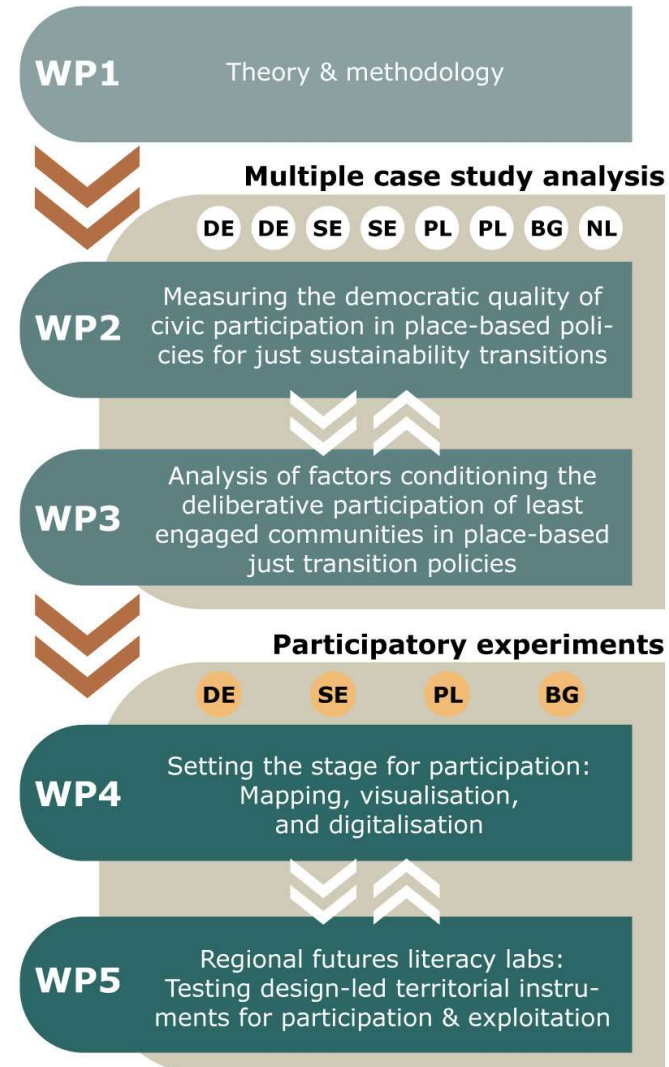 WP1
Theory & methodology
Multiple case study analysis
DE DE SE SE PL PL BG NL
WP2
Measuring the democratic quality of
civic participation in place-based poli-
cies for just sustainability transitions
WP3
Analysis of factors conditioning the
deliberative participation of least
engaged communities in place-based
just transition policies
Participatory experiments
DE SE PL BG
WP4
Setting the stage for participation:
Mapping, visualisation,
and digitalisation
WP5
Regional futures literacy labs:
Testing design-led territorial instru-
ments for participation & exploitation